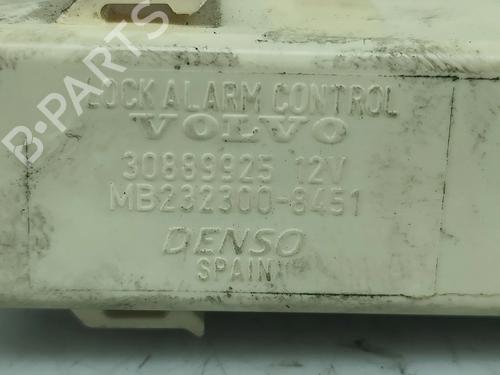 B-PARTS
LOCK ALARM CONTROL
VOLVO
30889925 12V
MB232300-8451
DENSO
SPAIN